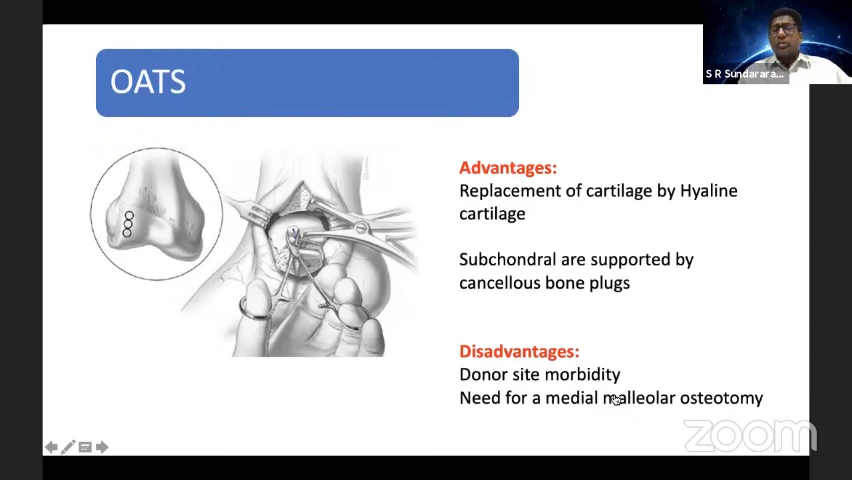 OATS
S R Sundarara...
Advantages:
Replacement of cartilage by Hyaline
cartilage
Subchondral are supported by
cancellous bone plugs
Disadvantages:
Donor site morbidity
Need for a medial malleolar osteotomy
zoom